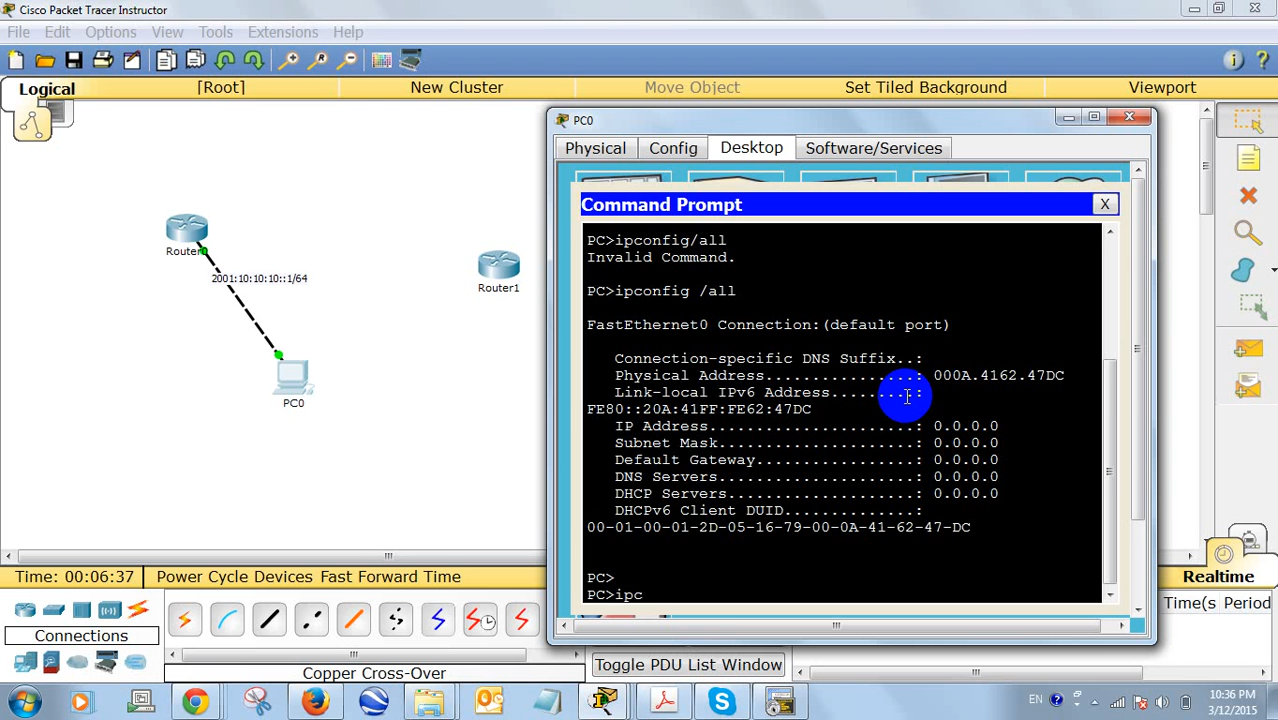 Cisco Packet Tracer Instructor
File Edit Options View Tools Extensions Help
Logical [Root] New Cluster Move Object Set Tiled Background Viewport
Router0
2001:10:10:10::1/64
PC0
Router1
PC0
Physical Config Desktop Software/Services
Command Prompt X
PC>ipconfig/all
Invalid Command.
PC>ipconfig /all
FastEthernet0 Connection:(default port)
Connection-specific DNS Suffix..:
Physical Address................: 000A.4162.47DC
Link-local IPv6 Address.........:
FE80::20A:41FF:FE62:47DC
IP Address......................: 0.0.0.0
Subnet Mask.....................: 0.0.0.0
Default Gateway.................: 0.0.0.0
DNS Servers.....................: 0.0.0.0
DHCP Servers....................: 0.0.0.0
DHCPv6 Client DUID..............:
00-01-00-01-2D-05-16-79-00-0A-41-62-47-DC
PC>
PC>ipc
Time: 00:06:37 Power Cycle Devices Fast Forward Time
Realtime
Connections
Copper Cross-Over
Toggle PDU List Window
Time(s Period
EN
10:36 PM
3/12/2015